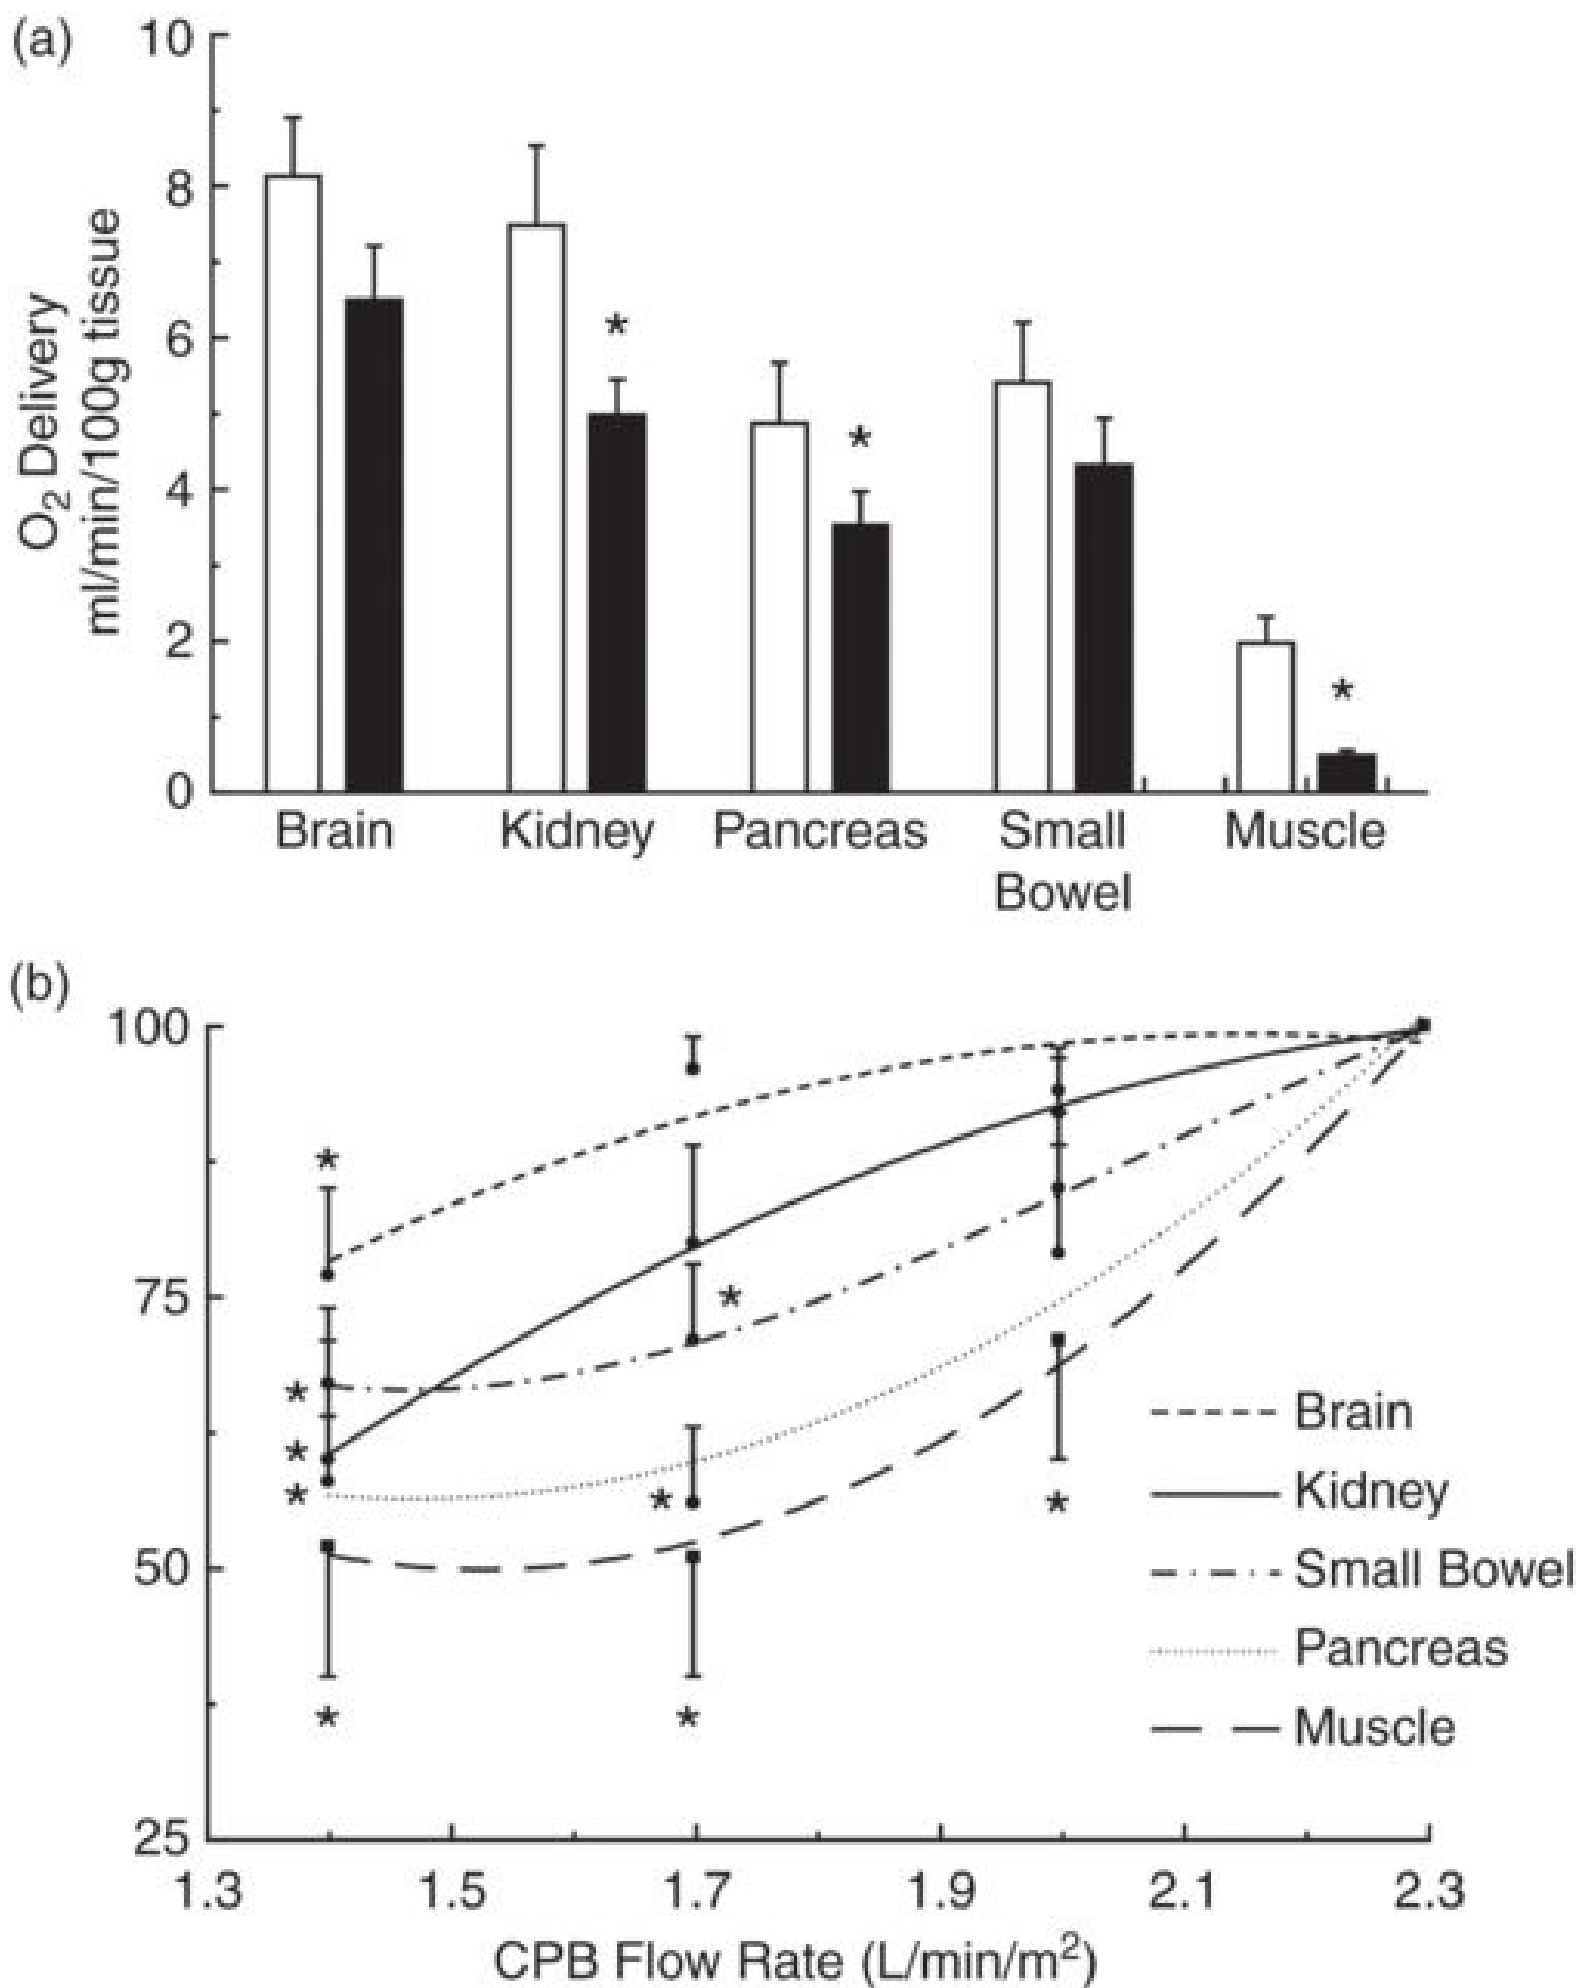 (a)
10
8
6
4
2
0
O₂ Delivery
ml/min/100g tissue
*
*
*
Brain
Kidney
Pancreas
Small
Bowel
Muscle
(b)
100
75
50
25
*
*
*
*
*
*
*
*
*
1.3
1.5
1.7
1.9
2.1
2.3
CPB Flow Rate (L/min/m²)
Brain
Kidney
Small Bowel
Pancreas
Muscle